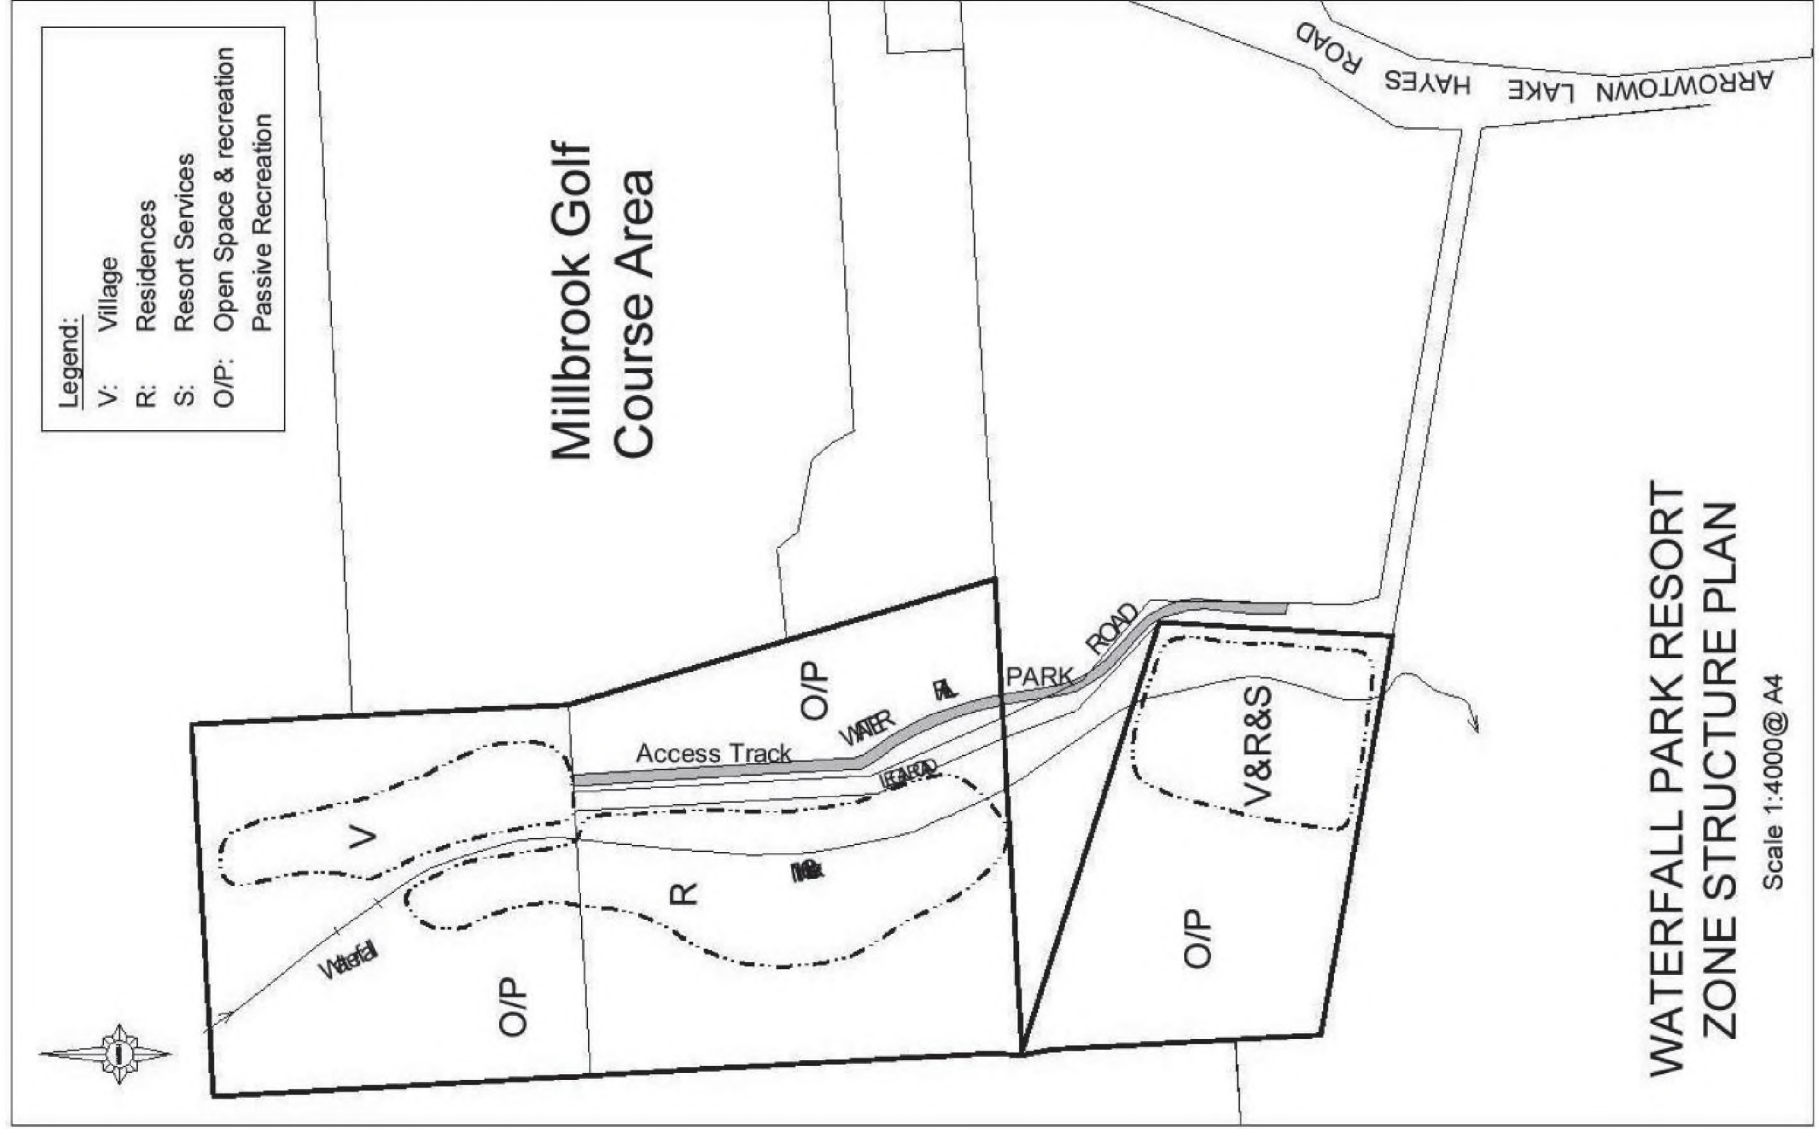 Legend:
V: Village
R: Residences
S: Resort Services
O/P: Open Space & recreation
Passive Recreation
Millbrook Golf
Course Area
ARROWTOWN LAKE HAYES ROAD
O/P
Access Track
WATER FALL PARK ROAD
V
Waterfall
R
O/P
V&R&S
O/P
WATERFALL PARK RESORT
ZONE STRUCTURE PLAN
Scale 1:4000@ A4